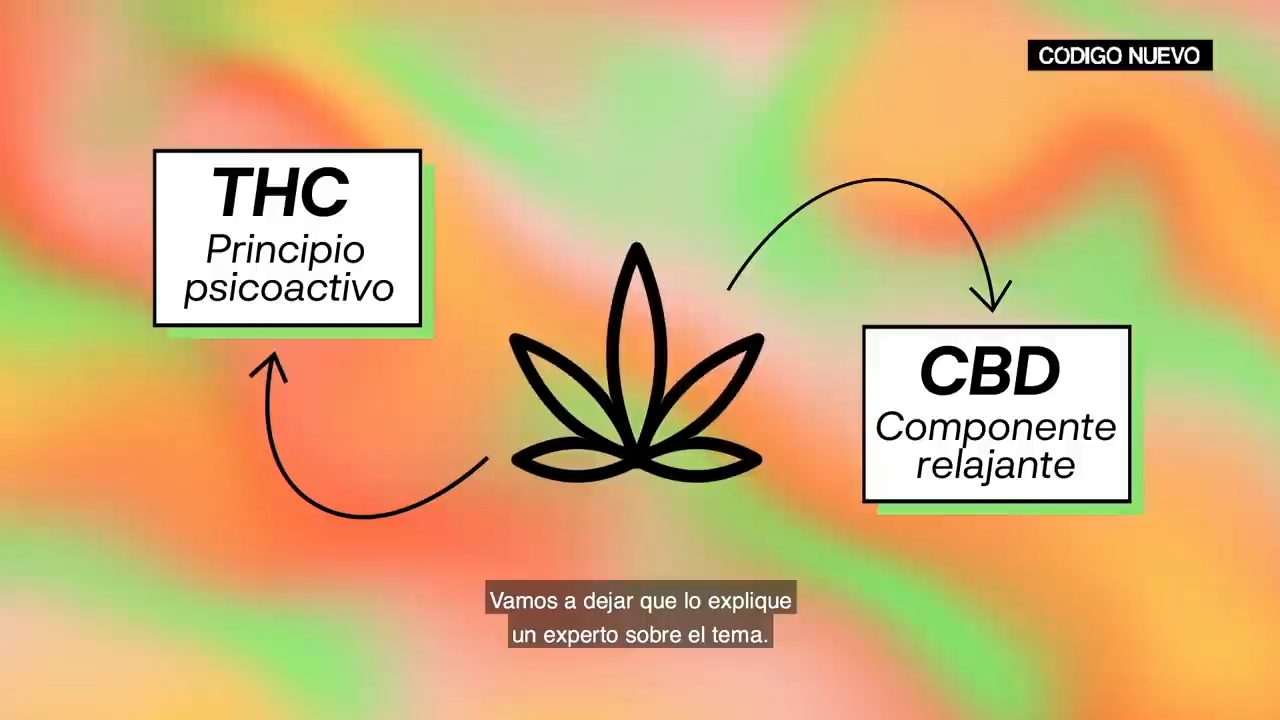 CODIGO NUEVO
THC
Principio
psicoactivo
CBD
Componente
relajante
Vamos a dejar que lo explique
un experto sobre el tema.